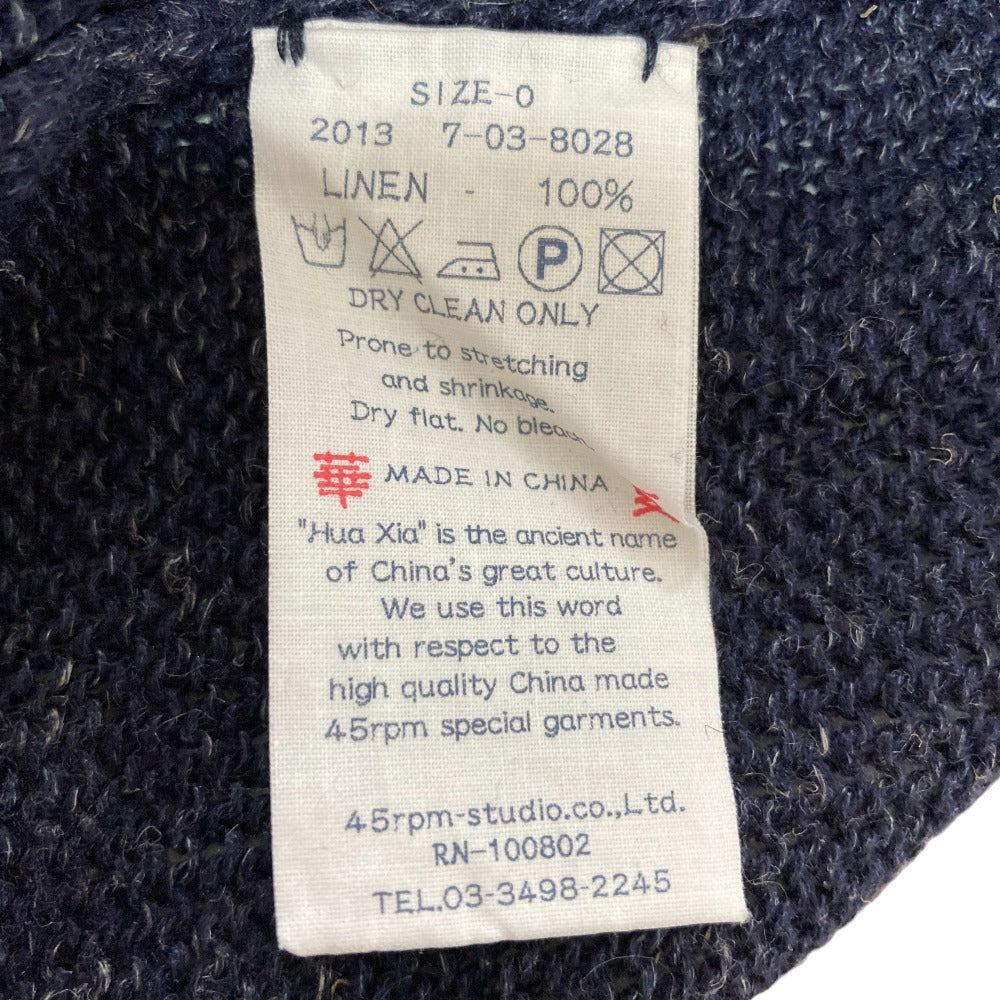 SIZE-0
2013 7-03-8028
LINEN - 100%
P
DRY CLEAN ONLY
Prone to stretching
and shrinkage.
Dry flat. No bleach
華 MADE IN CHINA
"Hua Xia" is the ancient name
of China's great culture.
We use this word
with respect to the
high quality China made
45rpm special garments.
45rpm-studio.co.,Ltd.
RN-100802
TEL.03-3498-2245